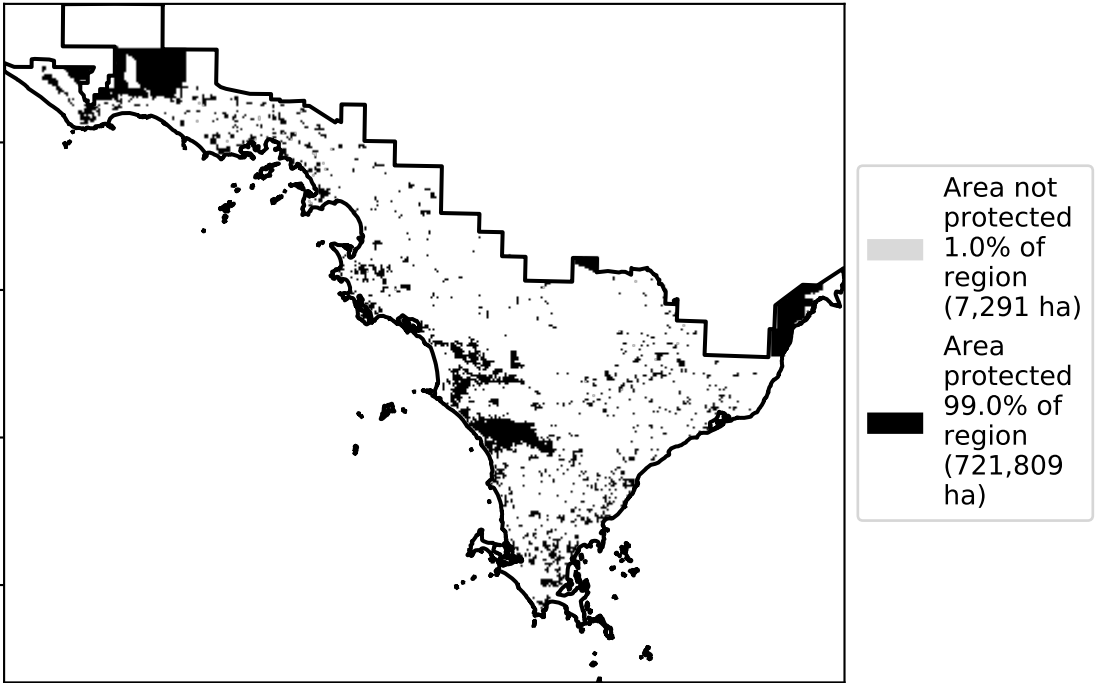 Area not
protected
1.0% of
region
(7,291 ha)
Area
protected
99.0% of
region
(721,809
ha)